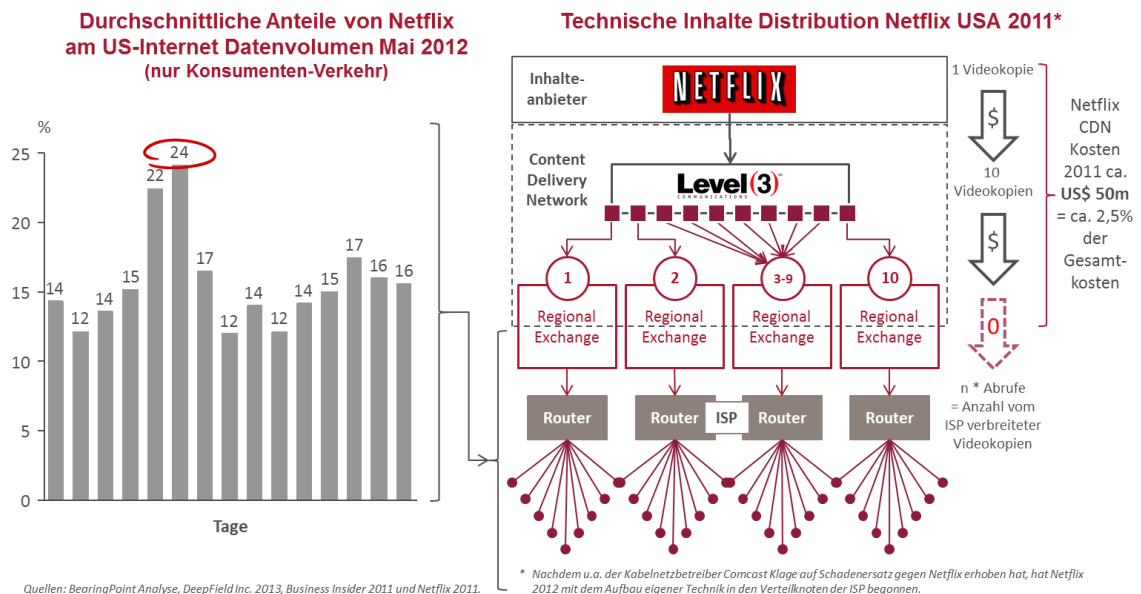 Durchschnittliche Anteile von Netflix
am US-Internet Datenvolumen Mai 2012
(nur Konsumenten-Verkehr)
%
25
20
15
10
5
0
14
12
14
15
22
24
17
12
14
12
14
15
17
16
16
Tage
Quellen: BearingPoint Analyse, DeepField Inc. 2013, Business Insider 2011 und Netflix 2011.
Technische Inhalte Distribution Netflix USA 2011*
Inhalte-
anbieter
NETFLIX
Content
Delivery
Network
Level(3)
COMMUNICATIONS
1
2
3-9
10
Regional
Exchange
Regional
Exchange
Regional
Exchange
Regional
Exchange
Router
Router
ISP
Router
Router
1 Videokopie
$
10
Videokopien
$
0
n * Abrufe
= Anzahl vom
ISP verbreiteter
Videokopien
Netflix
CDN
Kosten
2011 ca.
US$ 50m
= ca. 2,5%
der
Gesamt-
kosten
* Nachdem u.a. der Kabelnetzbetreiber Comcast Klage auf Schadenersatz gegen Netflix erhoben hat, hat Netflix
2012 mit dem Aufbau eigener Technik in den Verteilknoten der ISP begonnen.